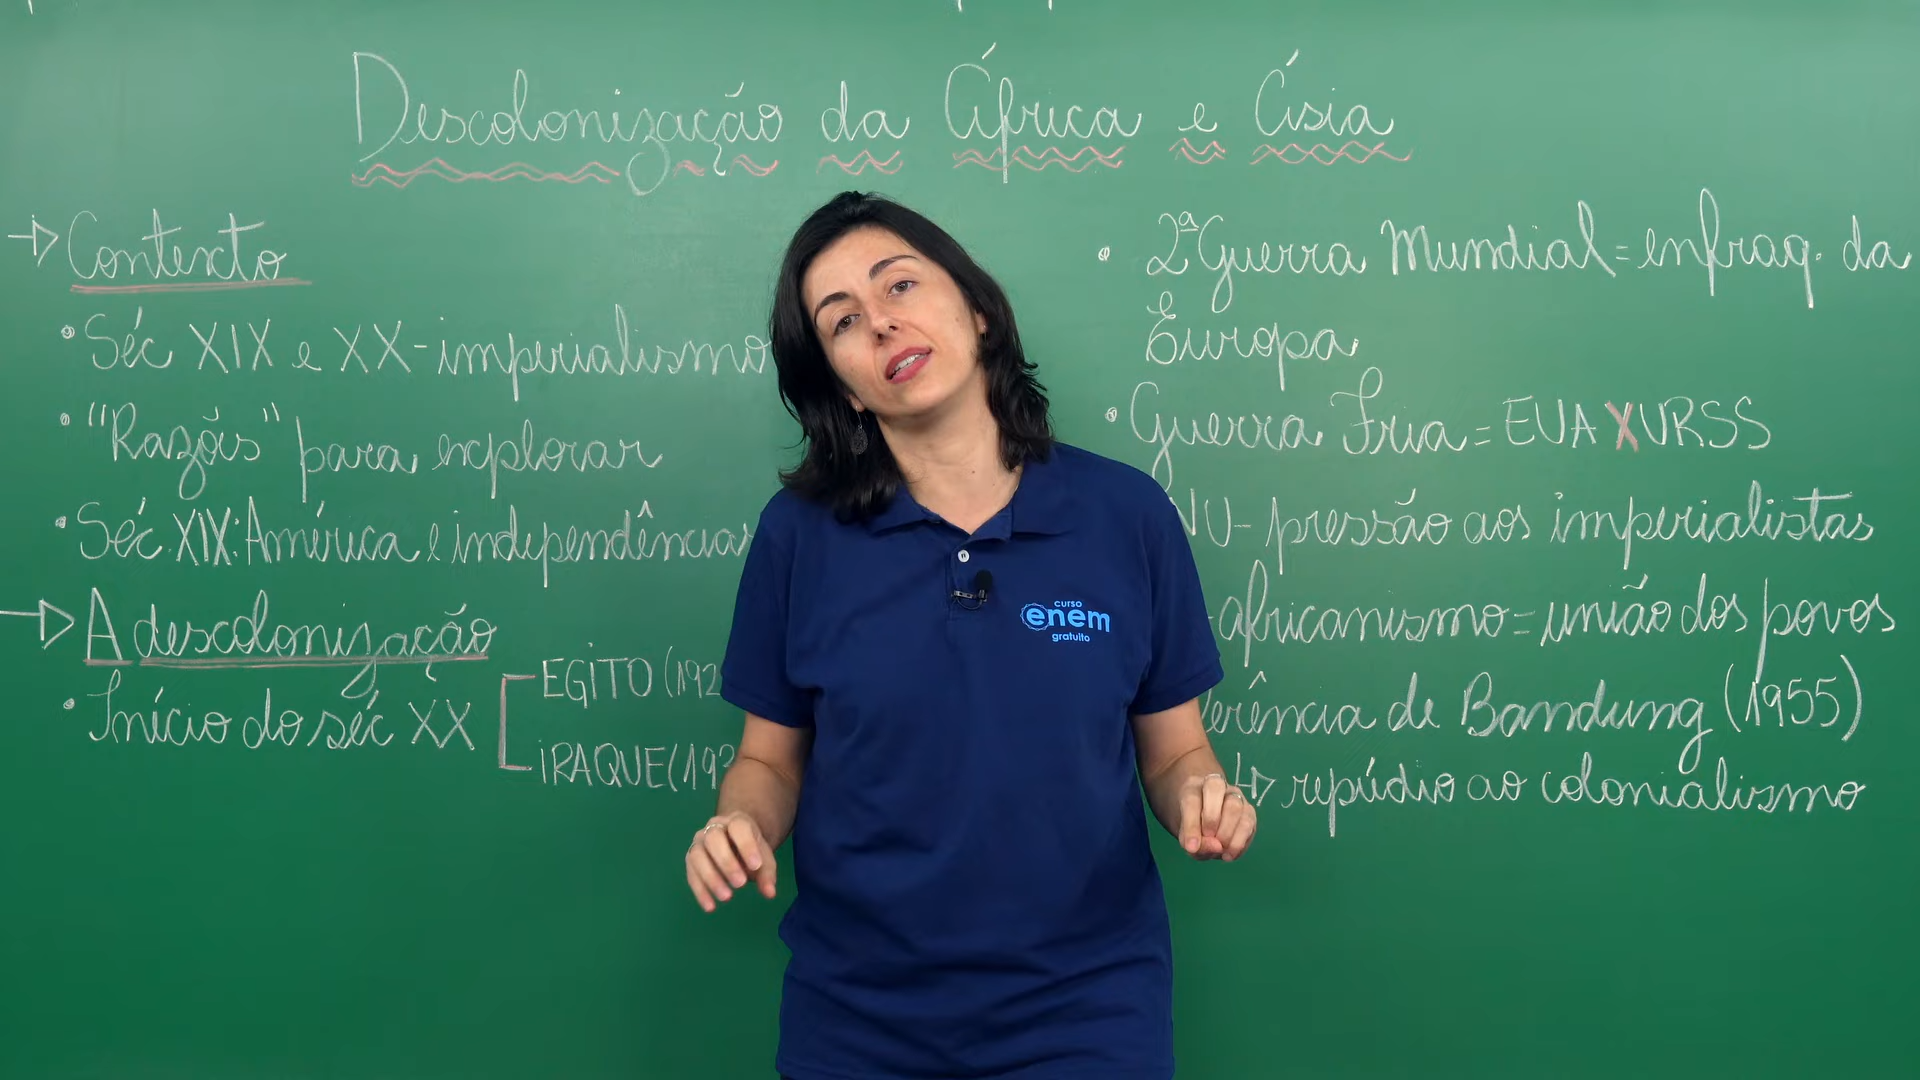 Descolonização da África e Ásia
→ Contexto
• Séc XIX e XX - imperialismo
• "Razões" para explorar
• Séc. XIX: América e independências
→ A descolonização
• Início do séc XX
EGITO (192
IRAQUE (193
• 2ª Guerra Mundial = enfraq. da
Europa
• Guerra Fria = EUA X URSS
NU - pressão aos imperialistas
-africanismo = união dos povos
ferência de Bandung (1955)
↳ repúdio ao colonialismo
curso
enem
gratuito